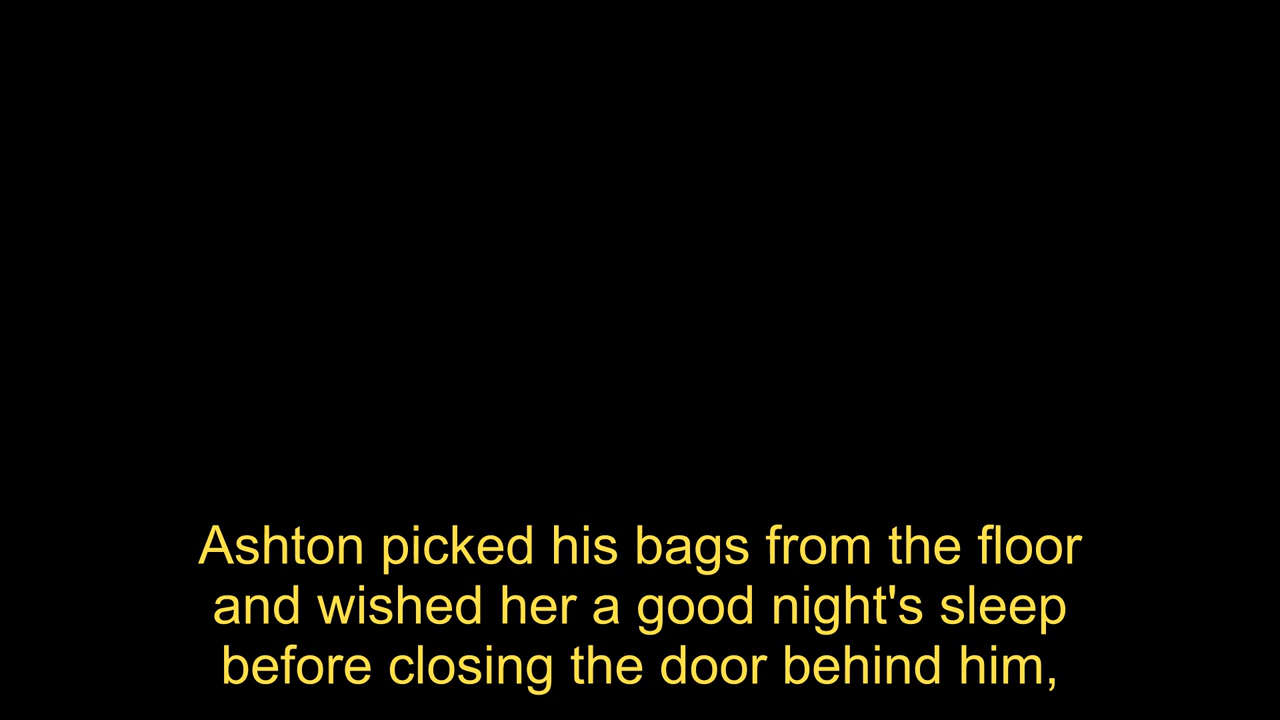 Ashton picked his bags from the floor
and wished her a good night's sleep
before closing the door behind him,